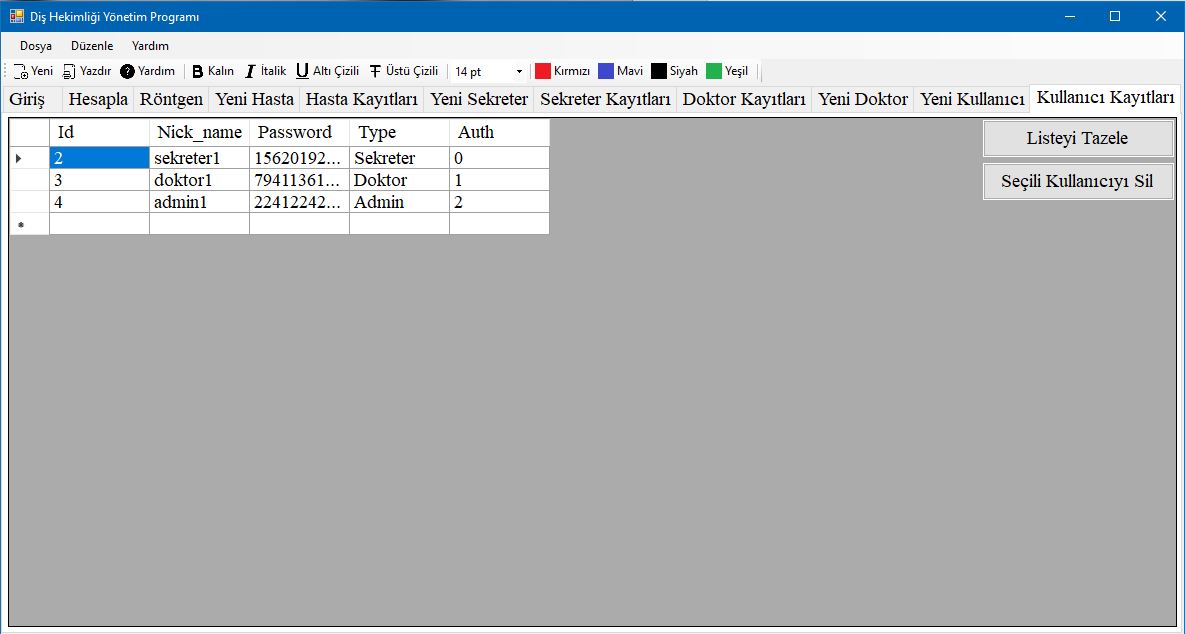 Diş Hekimliği Yönetim Programı
Dosya Düzenle Yardım
Yeni Yazdır ? Yardım B Kalın I İtalik U Altı Çizili T Üstü Çizili 14 pt Kırmızı Mavi Siyah Yeşil
Giriş Hesapla Röntgen Yeni Hasta Hasta Kayıtları Yeni Sekreter Sekreter Kayıtları Doktor Kayıtları Yeni Doktor Yeni Kullanıcı Kullanıcı Kayıtları
Id Nick_name Password Type Auth
2 sekreter1 15620192... Sekreter 0
3 doktor1 79411361... Doktor 1
4 admin1 22412242... Admin 2
*
Listeyi Tazele
Seçili Kullanıcıyı Sil